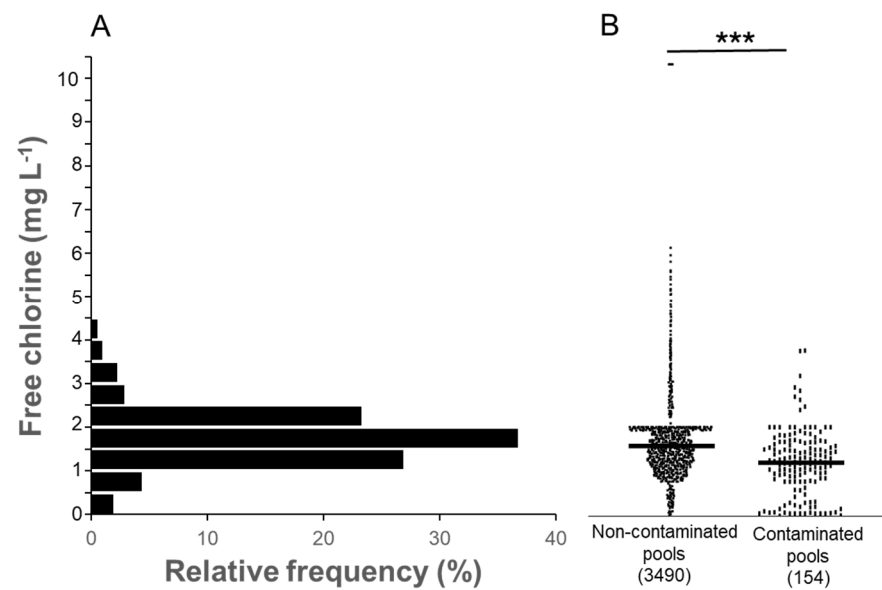 A
B
***
Free chlorine (mg L-1)
10
9
8
7
6
5
4
3
2
1
0
0
10
20
30
40
Relative frequency (%)
Non-contaminated
pools
(3490)
Contaminated
pools
(154)